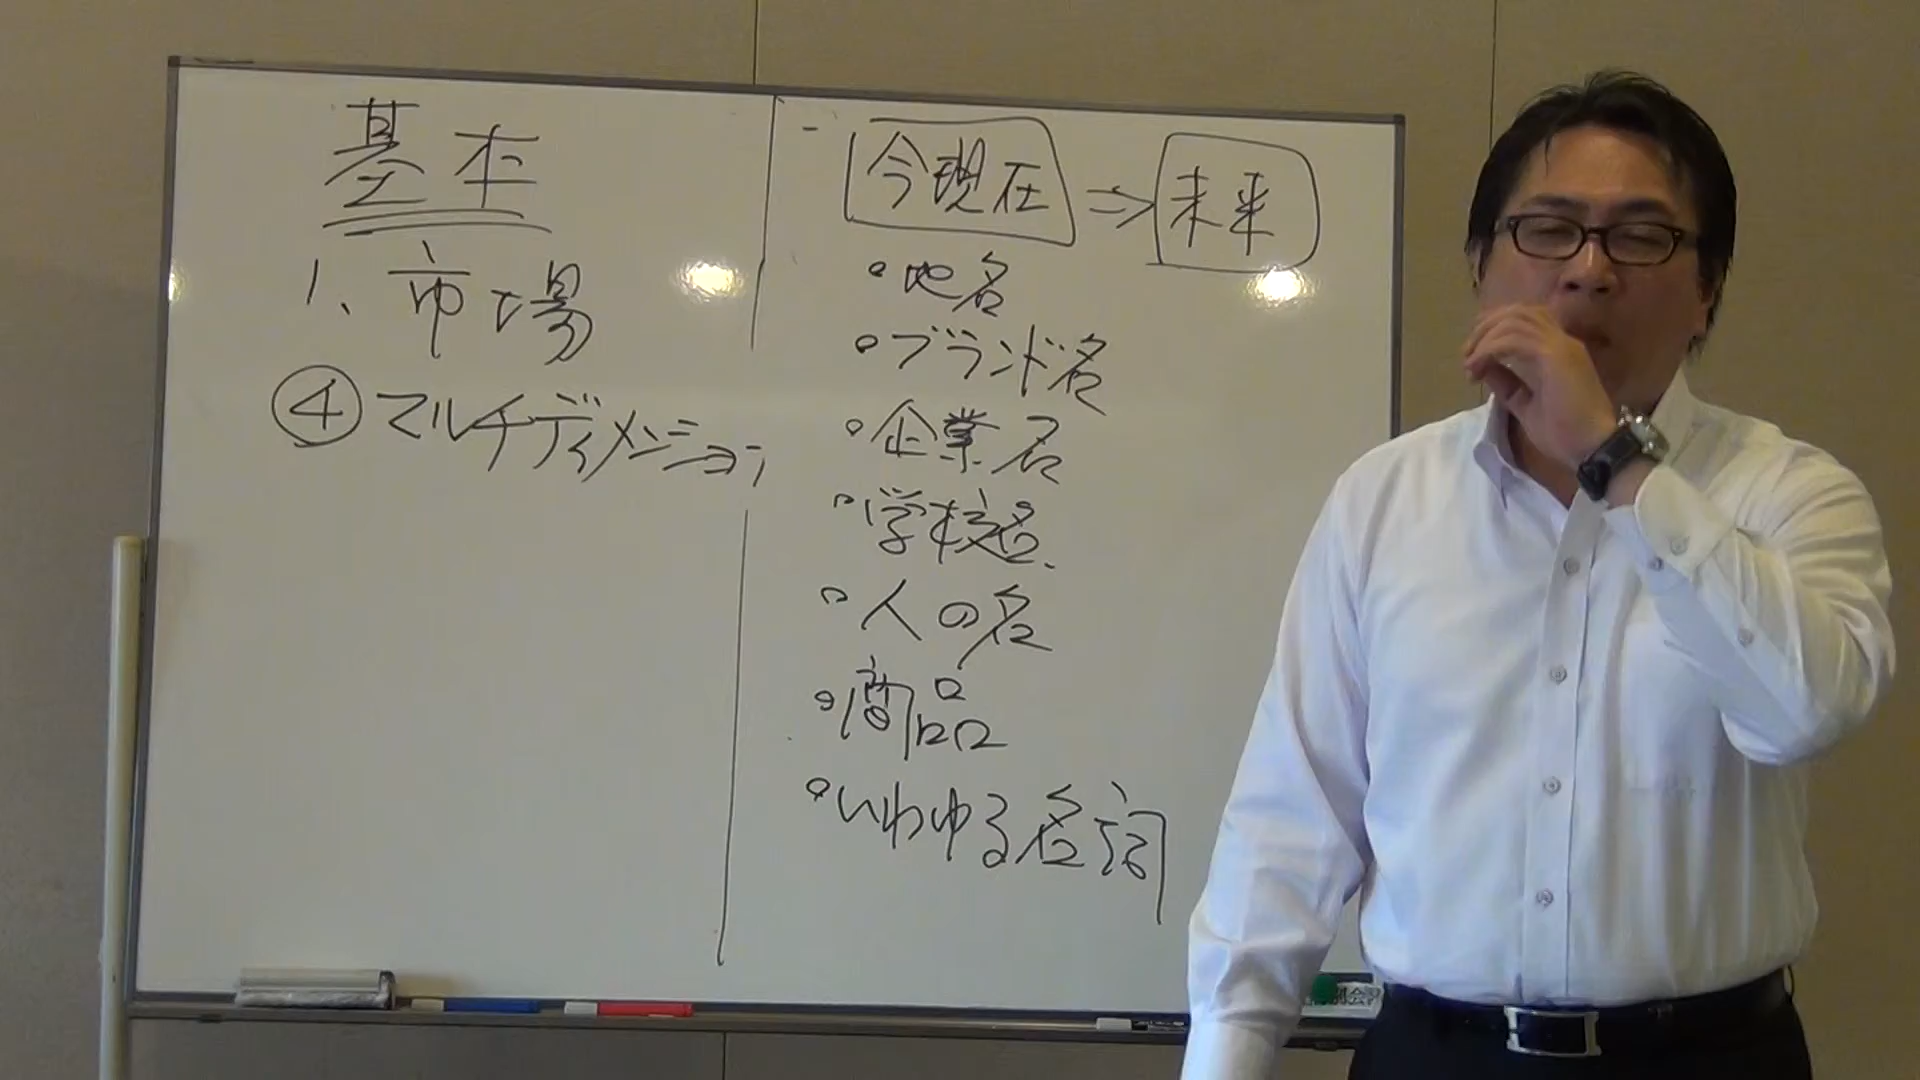 基本
1、市場
④マルチディメンション
今現在⇒未来
・地名
・ブランド名
・企業名
・学校名
・人の名
・商品
・いわゆる名詞